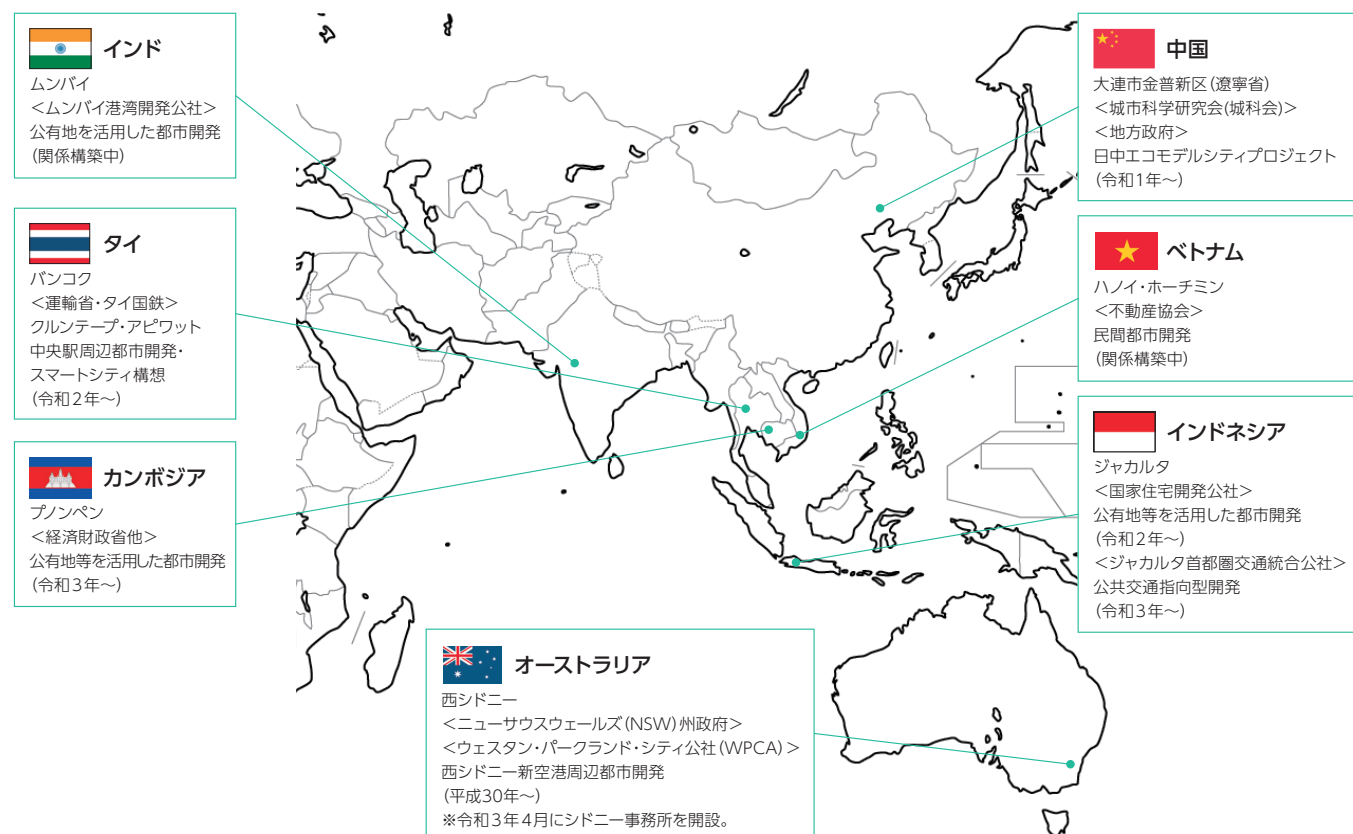 インド
ムンバイ
<ムンバイ港湾開発公社>
公有地を活用した都市開発
(関係構築中)
タイ
バンコク
<運輸省・タイ国鉄>
クルンテープ・アピワット
中央駅周辺都市開発・
スマートシティ構想
(令和2年～)
カンボジア
プノンペン
<経済財政省他>
公有地等を活用した都市開発
(令和3年～)
オーストラリア
西シドニー
<ニューサウスウェールズ(NSW)州政府>
<ウェスタン・パークランド・シティ公社(WPCA)>
西シドニー新空港周辺都市開発
(平成30年～)
※令和3年4月にシドニー事務所を開設。
中国
大連市金普新区(遼寧省)
<城市科学研究会(城科会)>
<地方政府>
日中エコモデルシティプロジェクト
(令和1年～)
ベトナム
ハノイ・ホーチミン
<不動産協会>
民間都市開発
(関係構築中)
インドネシア
ジャカルタ
<国家住宅開発公社>
公有地等を活用した都市開発
(令和2年～)
<ジャカルタ首都圏交通統合公社>
公共交通指向型開発
(令和3年～)